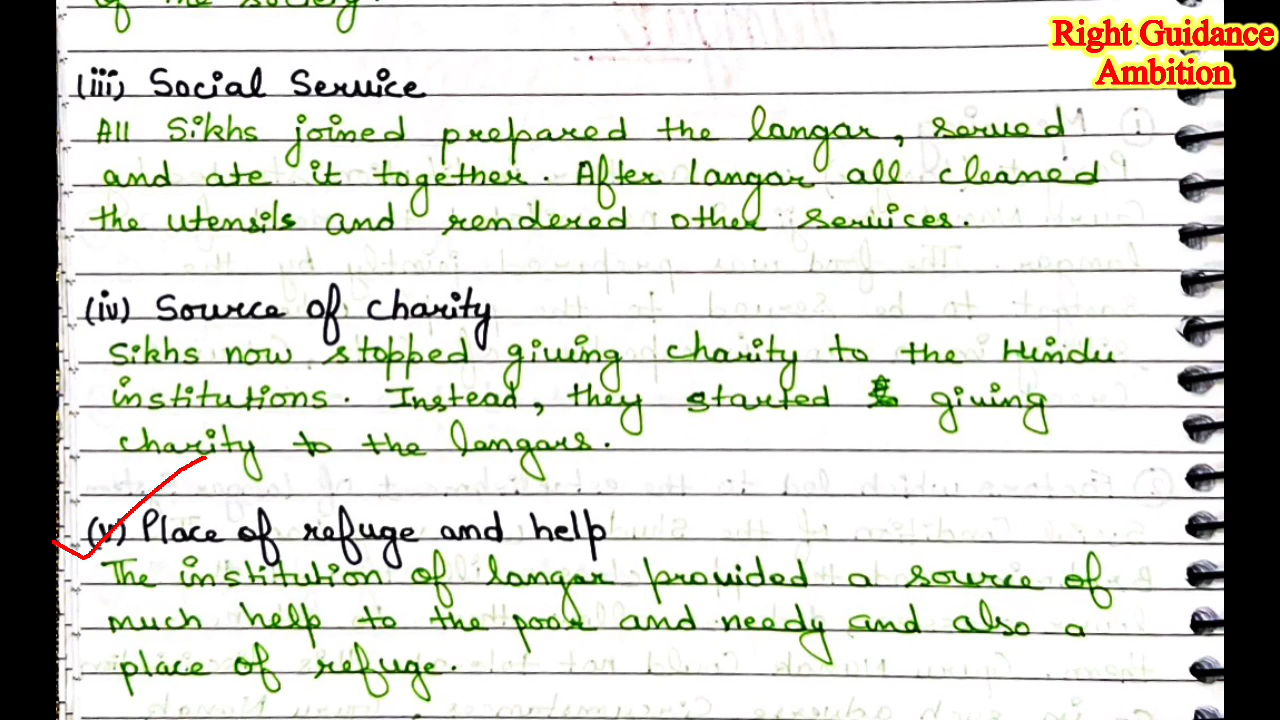 of the society.
Right Guidance
Ambition
(iii) Social Service
All Sikhs joined prepared the langar, served
and ate it together. After langar all cleaned
the utensils and rendered other services.
(iv) Source of charity
Sikhs now stopped giving charity to the Hindu
institutions. Instead, they started giving
charity to the langars.
(v) Place of refuge and help
The institution of langar provided a source of
much help to the poor and needy and also a
place of refuge.